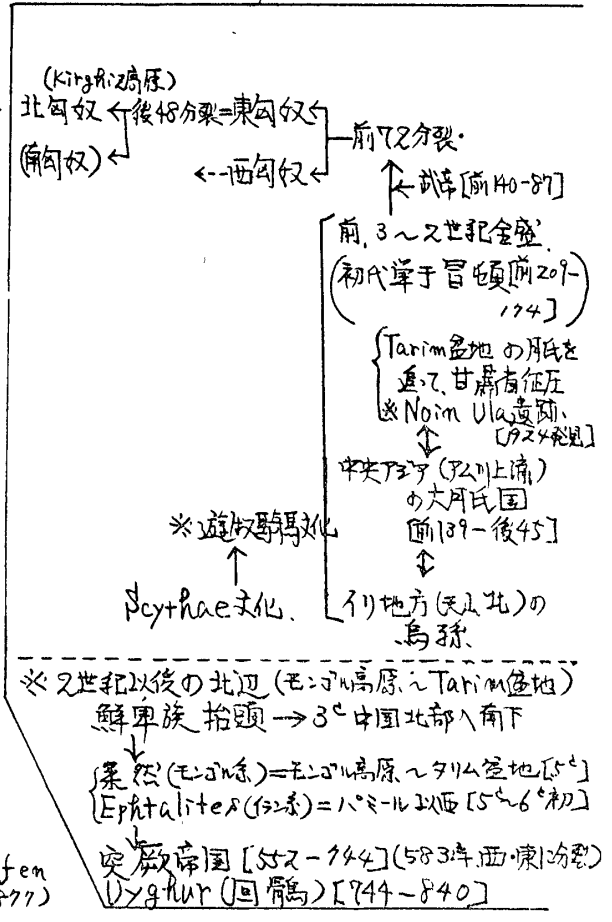 (Kirghiz高原)
北匈奴←後48分裂=東匈奴←
前72分裂.
(南匈奴)←
←--西匈奴←
←武帝[前140-87]
前,3〜2世紀全盛
(初代単于冒頓[前209-
174])
Tarim盆地の月氏を
追って、甘粛省征圧
※Noin Ula遺跡、
[1924発見]
中央アジア(アム川上流)
の大月氏国
[前139-後45]
※遊牧騎馬文化
↑
Scythae文化、
イリ地方(天山北)の
烏孫、
※2世紀以後の北辺(モンゴル高原〜Tarim盆地)
鮮卑族抬頭→3c中国北部へ南下
柔然(モンゴル系)=モンゴル高原〜タリム盆地[5c]
Ephtalites(イラン系)=パミール以西[5c〜6c初]
突厥帝国[552-744](583年、西・東に分裂)
Uyghur(回鶻)[744〜840]
fen
877)